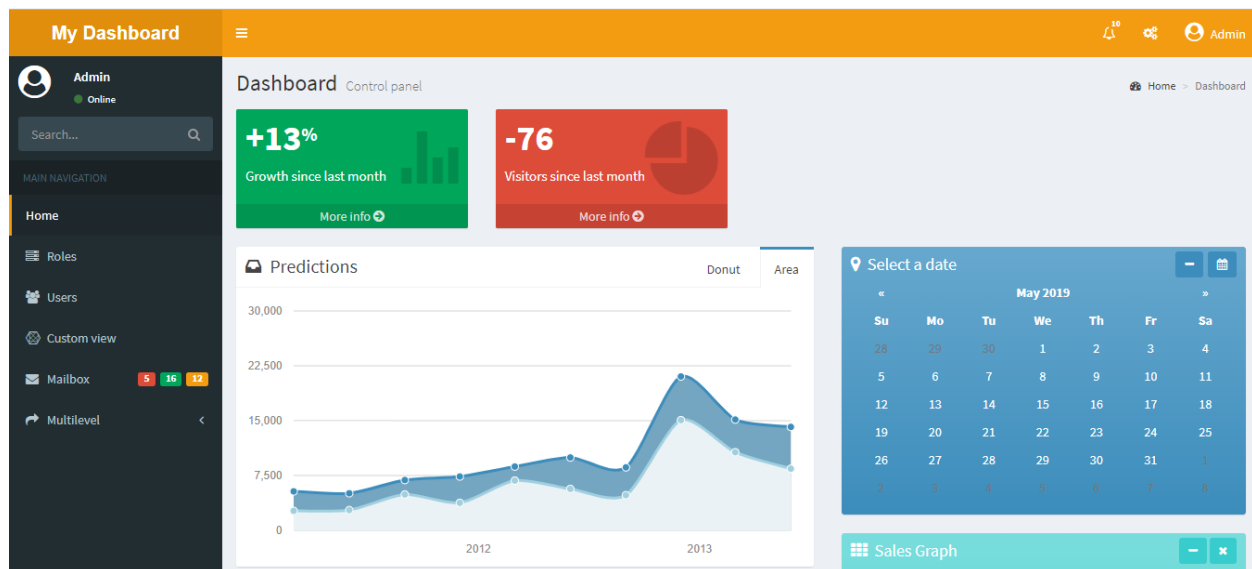 My Dashboard
10
Admin
Admin
Online
Search...
MAIN NAVIGATION
Home
Roles
Users
Custom view
Mailbox 5 16 12
Multilevel
Dashboard Control panel
Home > Dashboard
+13%
Growth since last month
More info
-76
Visitors since last month
More info
Predictions
Donut Area
30,000
22,500
15,000
7,500
0
2012 2013
Select a date
« May 2019 »
Su Mo Tu We Th Fr Sa
28 29 30 1 2 3 4
5 6 7 8 9 10 11
12 13 14 15 16 17 18
19 20 21 22 23 24 25
26 27 28 29 30 31 1
2 3 4 5 6 7 8
Sales Graph